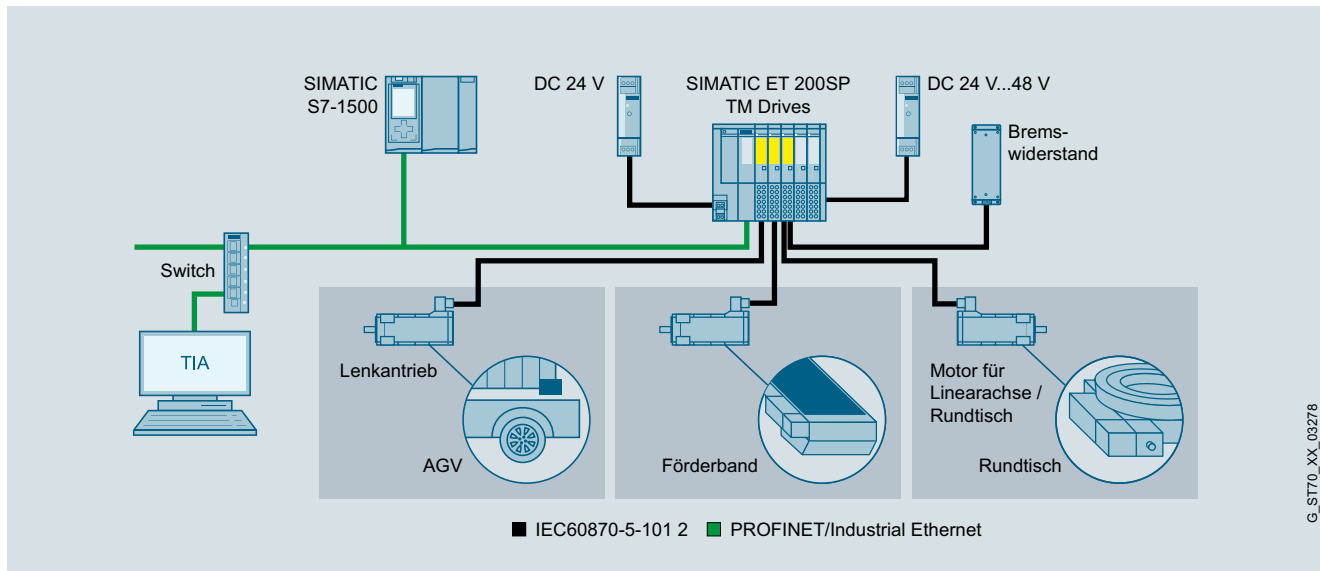 SIMATIC
S7-1500
DC 24 V
SIMATIC ET 200SP
TM Drives
DC 24 V...48 V
Brems-
widerstand
Switch
TIA
Lenkantrieb
AGV
Förderband
Motor für
Linearachse /
Rundtisch
Rundtisch
IEC60870-5-101 2
PROFINET/Industrial Ethernet
G_ST70_XX_03278